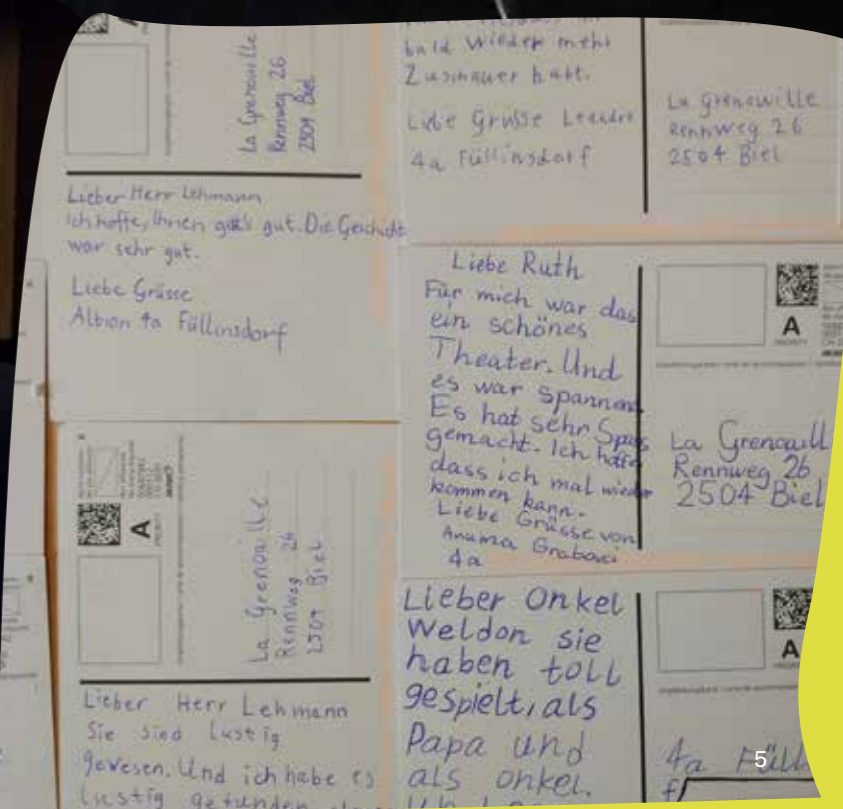 La Grenouille
Rennweg 26
2504 Biel
Lieber Herr Lehmann
Ich hoffe, Ihnen geht's gut. Die Geschicht
war sehr gut.
Liebe Grüsse
Albion 4a Füllinsdorf
bald wieder mehr
Zuschauer habt.
Liebe Grüsse Leandro
4a Füllinsdorf
La Grenouille
Rennweg 26
2504 Biel
Liebe Ruth
Für mich war das
ein schönes
Theater. Und
es war spannend
Es hat sehr Spass
gemacht. Ich hoffe
dass ich mal wieder
kommen kann.
Liebe Grüsse von
4a
A
PRIORITY
La Grenouill
Rennweg 26
2504 Biel
A
La Grenouille
Rennweg 26
2504 Biel
Lieber Herr Lehmann
Sie sind lustig
gewesen. Und ich habe es
lustig gefunden
Lieber Onkel
Weldon sie
haben toll
gespielt, als
Papa und
als onkel.
A
4a Füll
5